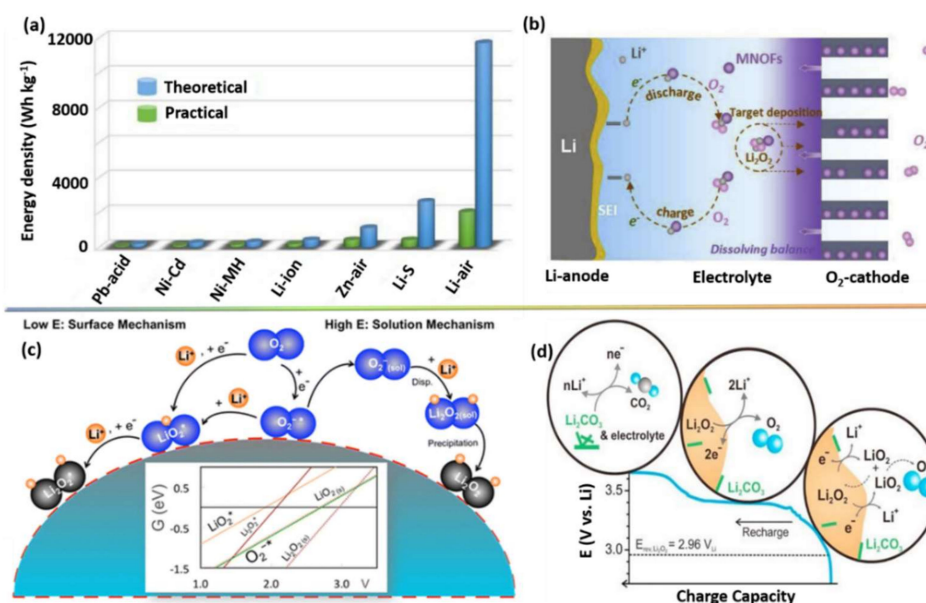 (a)
12000
8000
4000
0
Energy density (Wh kg⁻¹)
Theoretical
Practical
Pb-acid
Ni-Cd
Ni-MH
Li-ion
Zn-air
Li-S
Li-air
(b)
Li⁺
MNOFs
e⁻
O₂
discharge
Target deposition
Li
Li₂O₂
O₂
SEI
charge
e⁻
O₂
Dissolving balance
Li-anode
Electrolyte
O₂-cathode
Low E: Surface Mechanism
High E: Solution Mechanism
(c)
O₂
Li⁺, + e⁻
+
e⁻
O₂⁻(sol)
+
Li⁺
Disp.
+ Li⁺
Li₂O₂(sol)
Li⁺, + e⁻
LiO₂*
O₂⁻*
Precipitation
Li₂O₂*
Li₂O₂
G (eV)
0.5
-0.5
-1.5
LiO₂*
Li₂O₂*
O₂⁻*
LiO₂(s)
Li₂O₂(s)
1.0
2.0
3.0
V
(d)
ne⁻
nLi⁺
CO₂
Li₂CO₃
& electrolyte
2Li⁺
Li₂O₂
O₂
2e⁻
Li₂CO₃
Li⁺
e⁻
LiO₂
+
O
LiO₂
Li₂O₂
e⁻
Li⁺
Li₂CO₃
E (V vs. Li)
3.5
3.0
Recharge
= 2.96 V
Charge Capacity